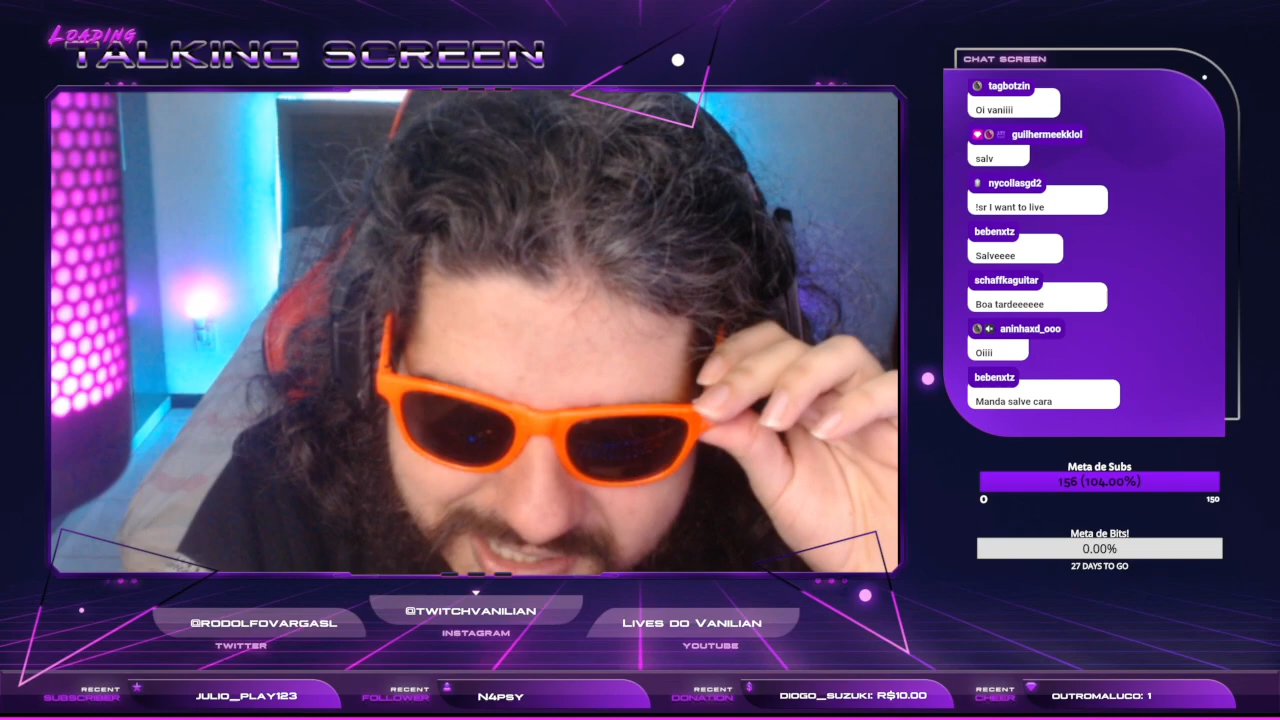 LOADING
TALKING SCREEN
CHAT SCREEN
tagbotzin
Oi vaniiii
guilhermeekklol
salv
nycollasgd2
!sr I want to live
bebenxtz
Salveeee
schaffkaguitar
Boa tardeeeeee
aninhaxd_ooo
Oiiii
bebenxtz
Manda salve cara
Meta de Subs
156 (104.00%)
0 150
Meta de Bits!
0.00%
27 DAYS TO GO
@RODOLFOVARGASL
TWITTER
@TWITCHVANILIAN
INSTAGRAM
LIVES DO VANILIAN
YOUTUBE
RECENT
SUBSCRIBER
JULIO_PLAY123
RECENT
FOLLOWER
N4PSY
RECENT
DONATION
DIOGO_SUZUKI: R$10.00
RECENT
CHEER
OUTROMALUCO: 1